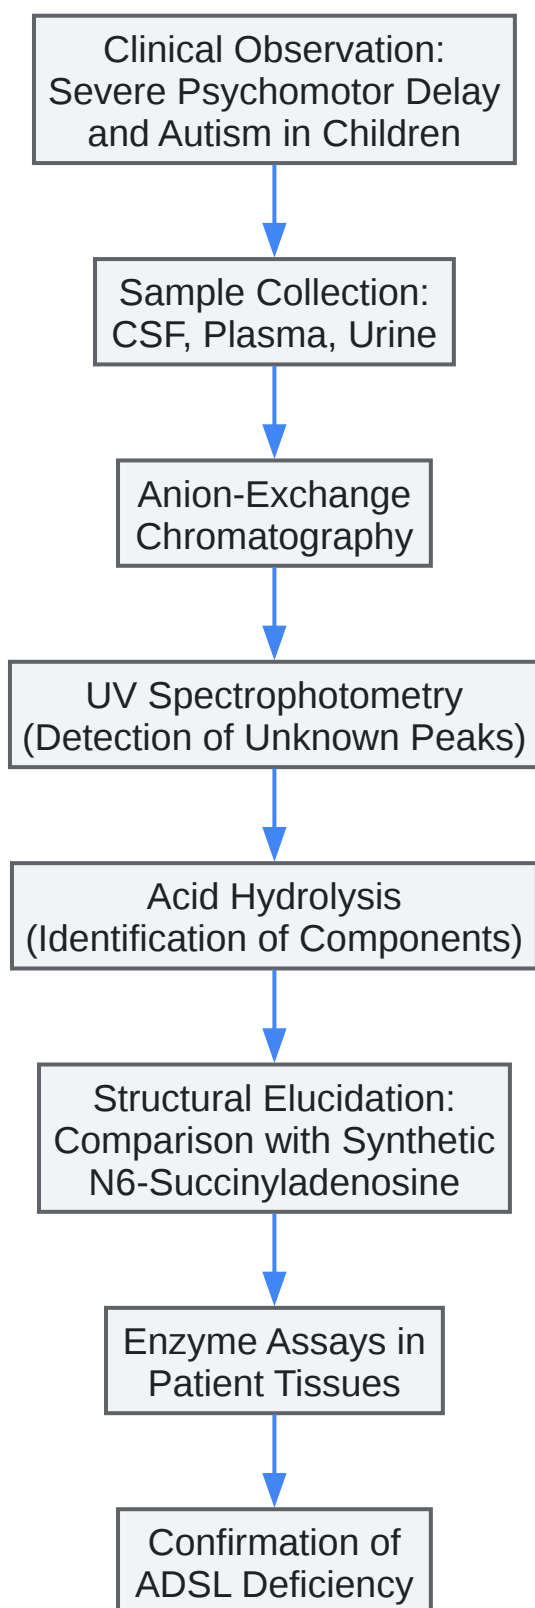 Clinical Observation:
Severe Psychomotor Delay
and Autism in Children
Sample Collection:
CSF, Plasma, Urine
Anion-Exchange
Chromatography
UV Spectrophotometry
(Detection of Unknown Peaks)
Acid Hydrolysis
(Identification of Components)
Structural Elucidation:
Comparison with Synthetic
N6-Succinyladenosine
Enzyme Assays in
Patient Tissues
Confirmation of
ADSL Deficiency